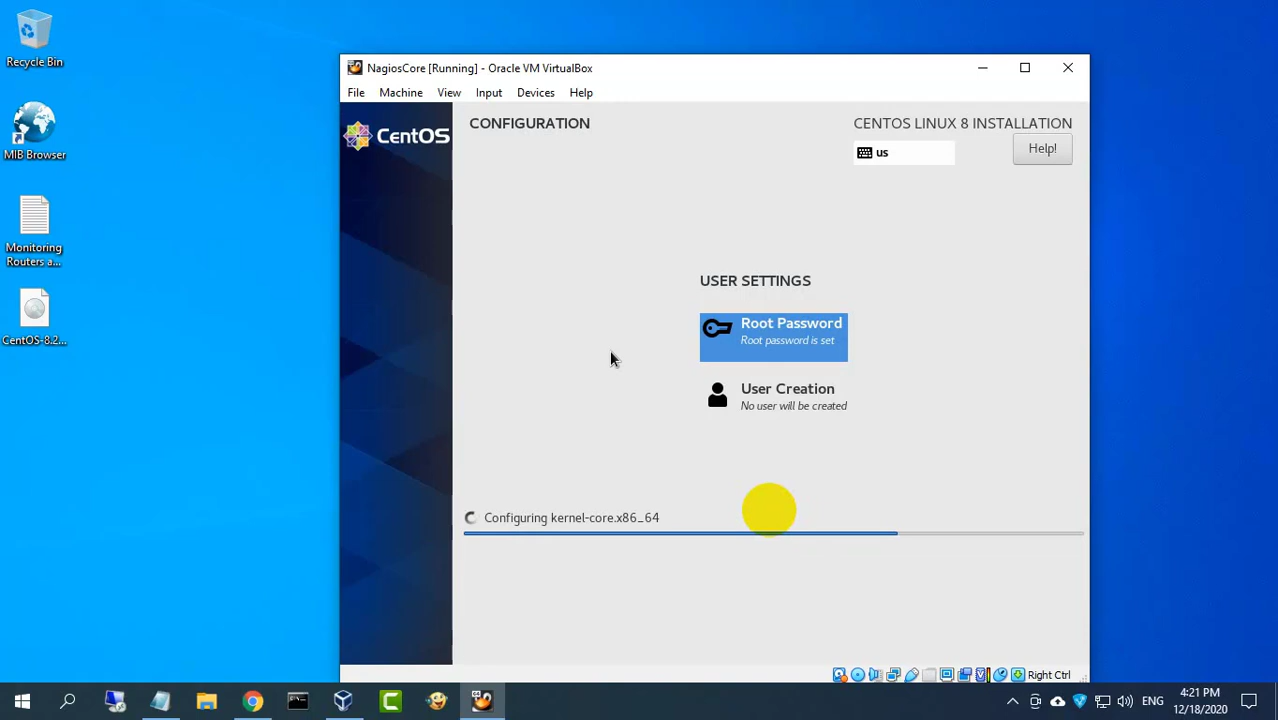 Recycle Bin
MIB Browser
Monitoring
Routers a...
CentOS-8.2...
NagiosCore [Running] - Oracle VM VirtualBox
File Machine View Input Devices Help
CentOS
CONFIGURATION
CENTOS LINUX 8 INSTALLATION
us
Help!
USER SETTINGS
Root Password
Root password is set
User Creation
No user will be created
Configuring kernel-core.x86_64
Right Ctrl
ENG
4:21 PM
12/18/2020